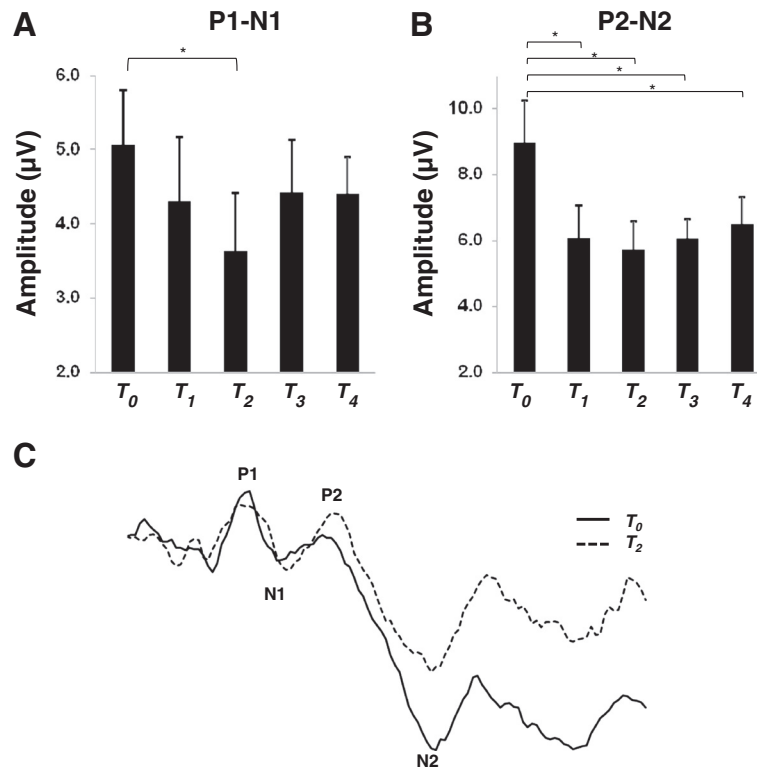 A
P1-N1
*
Amplitude (µV)
6.0
5.0
4.0
3.0
2.0
T0 T1 T2 T3 T4
B
P2-N2
*
*
*
*
Amplitude (µV)
10.0
8.0
6.0
4.0
2.0
T0 T1 T2 T3 T4
C
P1
P2
N1
N2
T0
T2